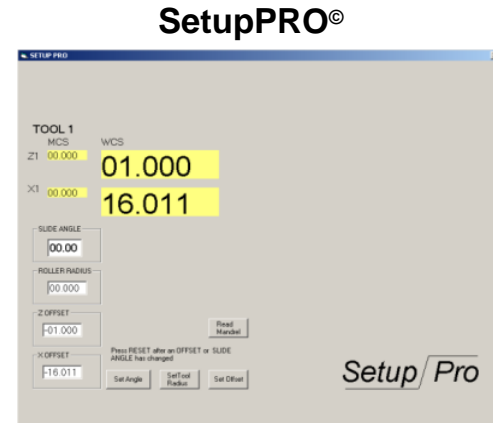 SetupPRO©
SETUP PRO
TOOL 1
MCS WCS
Z1 00.000 01.000
X1 00.000 16.011
SLIDE ANGLE
00.00
ROLLER RADIUS
00.000
Z OFFSET
-01.000
Read
Mandrel
Press RESET after an OFFSET or SLIDE
ANGLE has changed
X OFFSET
-16.011
Set Angle
SetTool
Radius
Set Offset
Setup/Pro